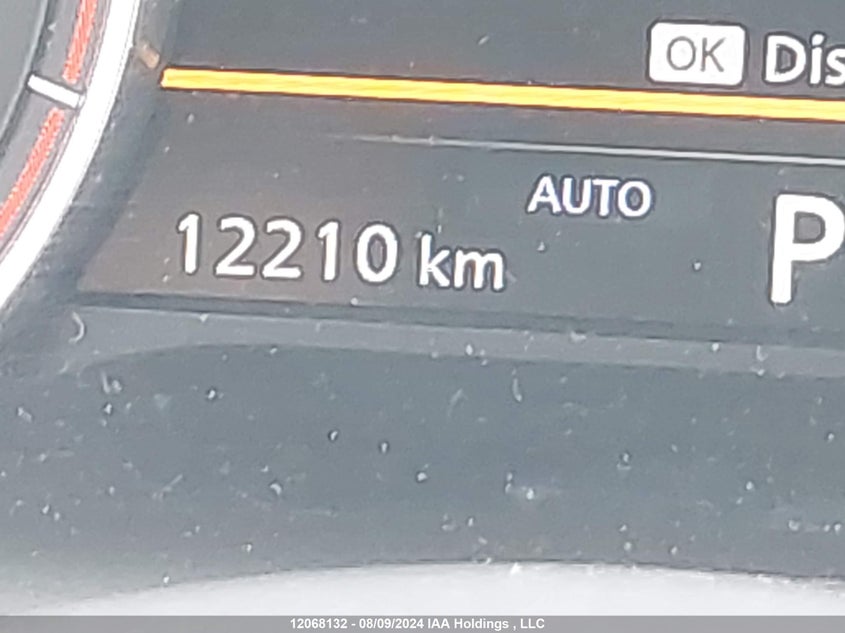 OK Dis
AUTO
P
12210 km
12068132 - 08/09/2024 IAA Holdings , LLC